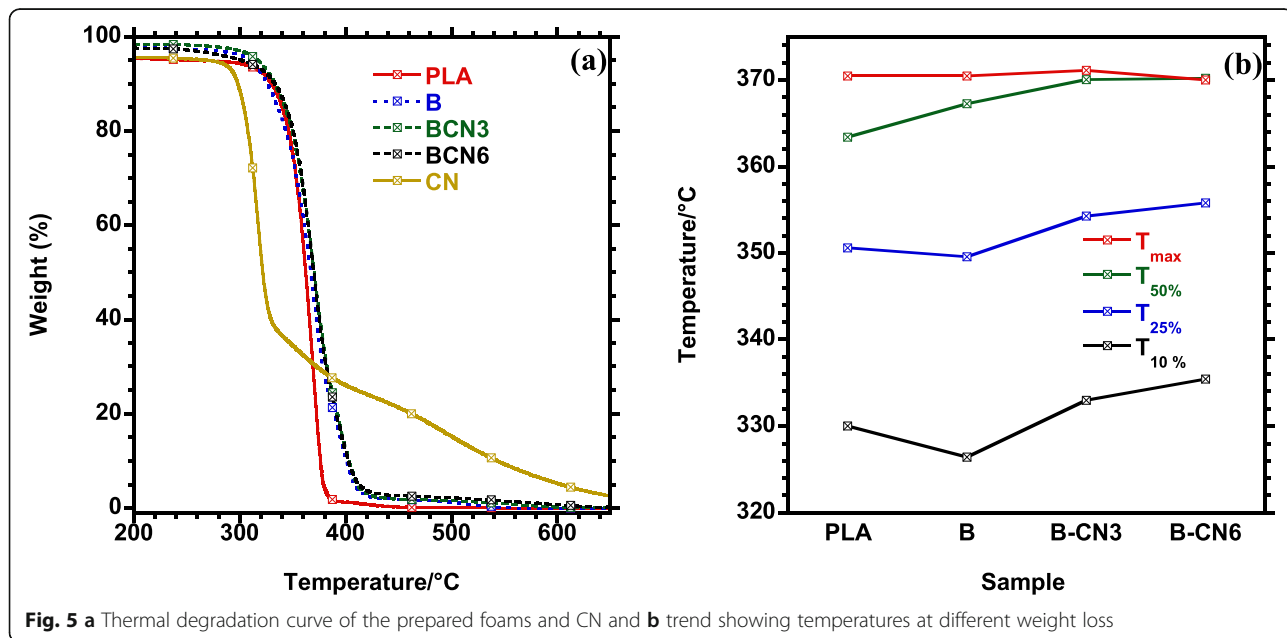 100
80
60
40
20
0
Weight (%)
(a)
PLA
B
BCN3
BCN6
CN
200 300 400 500 600
Temperature/°C
370
360
350
340
330
320
Temperature/°C
(b)
Tmax
T50%
T25%
T10 %
PLA B B-CN3 B-CN6
Sample
Fig. 5 a Thermal degradation curve of the prepared foams and CN and b trend showing temperatures at different weight loss